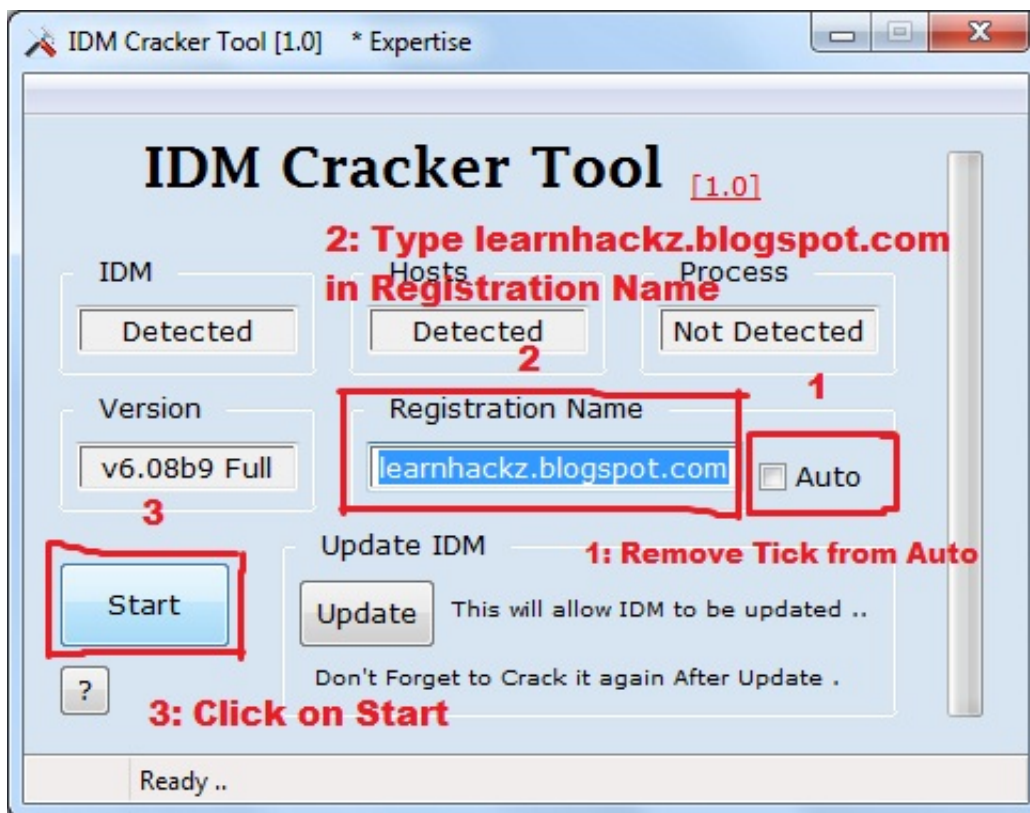 IDM Cracker Tool [1.0] * Expertise
IDM Cracker Tool [1.0]
2: Type learnhackz.blogspot.com
in Registration Name
IDM Hosts Process
Detected Detected Not Detected
2 1
Version Registration Name
v6.08b9 Full learnhackz.blogspot.com Auto
3
Update IDM 1: Remove Tick from Auto
Start Update This will allow IDM to be updated ..
? Don't Forget to Crack it again After Update .
3: Click on Start
Ready ..